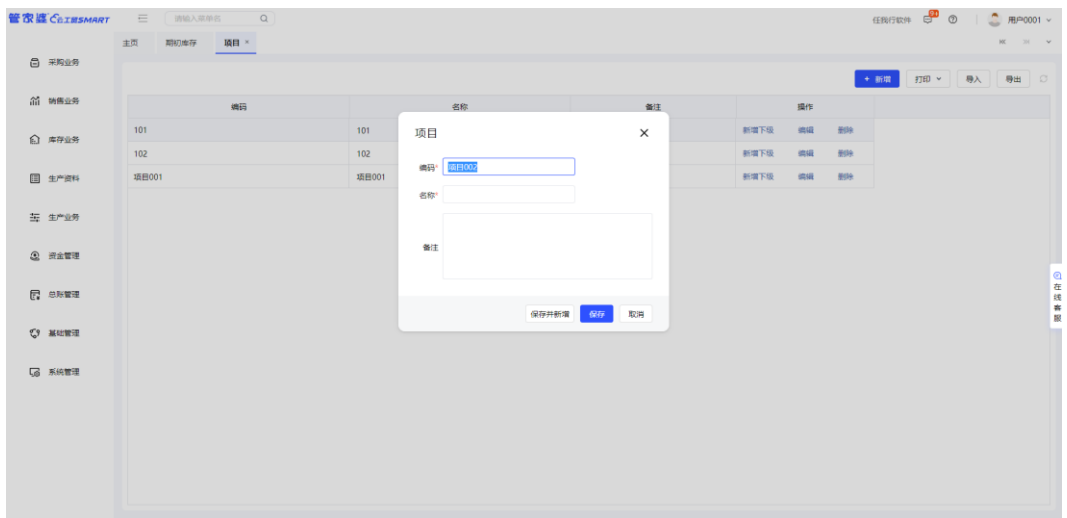 管家婆 C在工贸SMART
请输入菜单名
任我行软件
9+
用户0001
主页 期初库存 项目 ×
采购业务
销售业务
库存业务
生产资料
生产业务
资金管理
总账管理
基础管理
系统管理
+ 新增 打印 导入 导出
编码 名称 备注 操作
101 101 新增下级 编辑 删除
102 102 新增下级 编辑 删除
项目001 项目001 新增下级 编辑 删除
项目
编码* 项目002
名称*
备注
保存并新增 保存 取消
在线客服